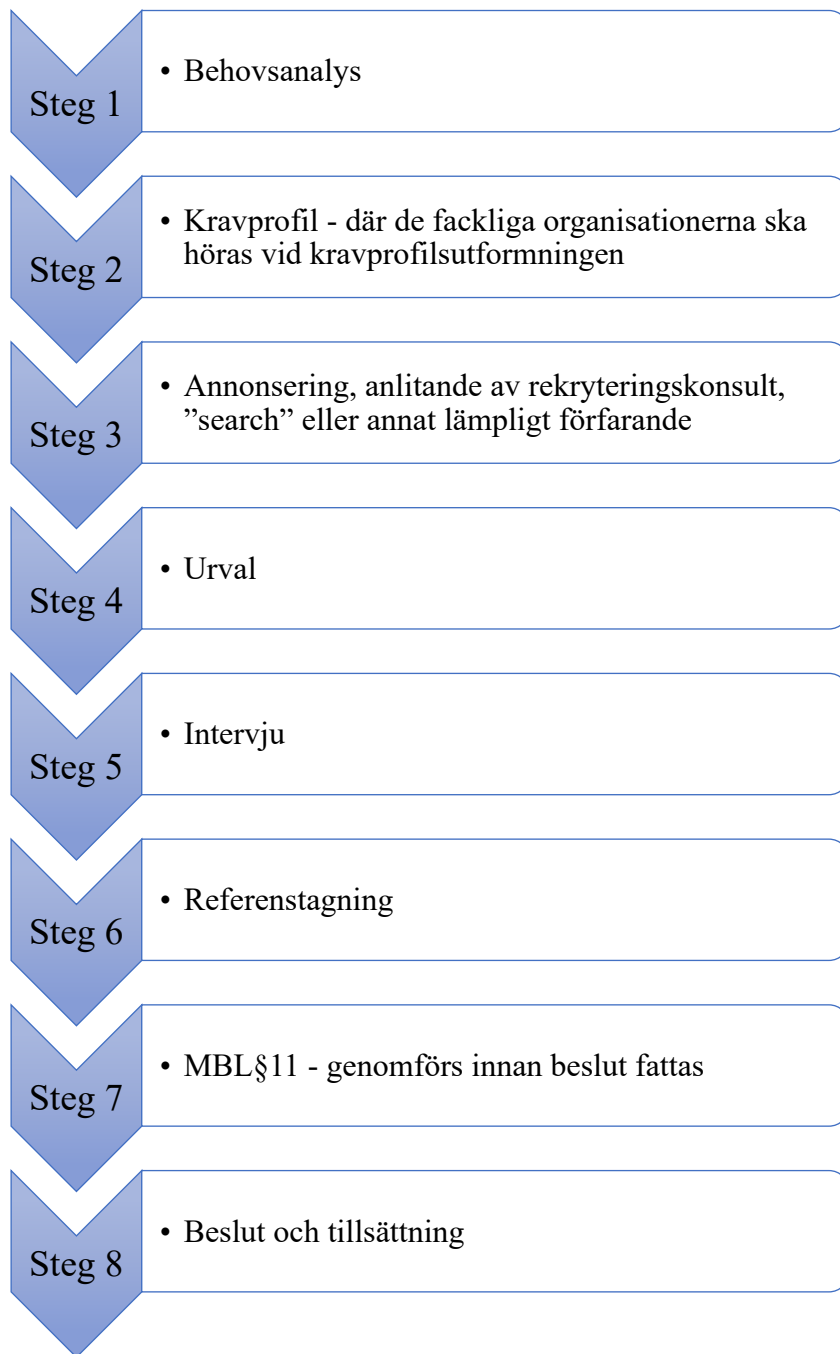 Steg 1
• Behovsanalys
Steg 2
• Kravprofil - där de fackliga organisationerna ska
höras vid kravprofilsutformningen
Steg 3
• Annonsering, anlitande av rekryteringskonsult,
”search” eller annat lämpligt förfarande
Steg 4
• Urval
Steg 5
• Intervju
Steg 6
• Referenstagning
Steg 7
• MBL§11 - genomförs innan beslut fattas
Steg 8
• Beslut och tillsättning